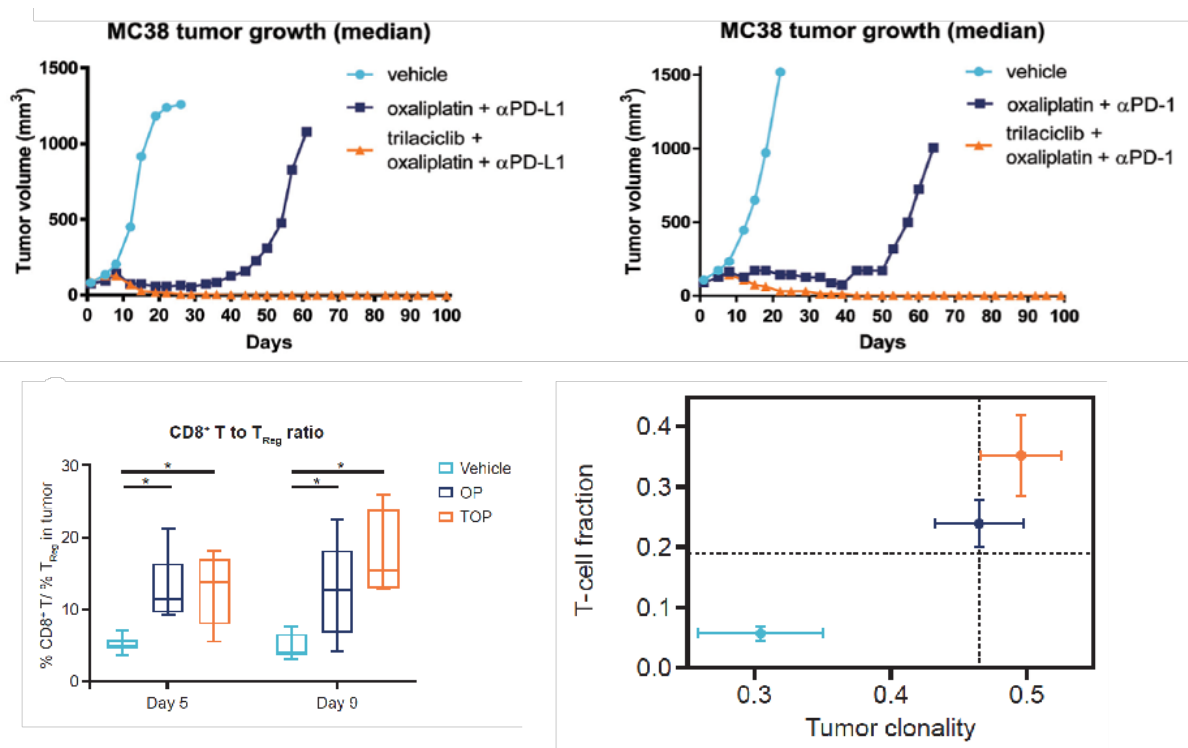 MC38 tumor growth (median)
Tumor volume (mm³)
1500
1000
500
0
0 10 20 30 40 50 60 70 80 90 100
Days
vehicle
oxaliplatin + αPD-L1
trilaciclib +
oxaliplatin + αPD-L1
MC38 tumor growth (median)
Tumor volume (mm³)
1500
1000
500
0
0 10 20 30 40 50 60 70 80 90 100
Days
vehicle
oxaliplatin + αPD-1
trilaciclib +
oxaliplatin + αPD-1
CD8⁺ T to T_Reg ratio
% CD8⁺ T/ % T_Reg in tumor
30
20
10
0
* *
* *
Day 5 Day 9
Vehicle
OP
TOP
T-cell fraction
0.4
0.3
0.2
0.1
0.0
0.3 0.4 0.5
Tumor clonality